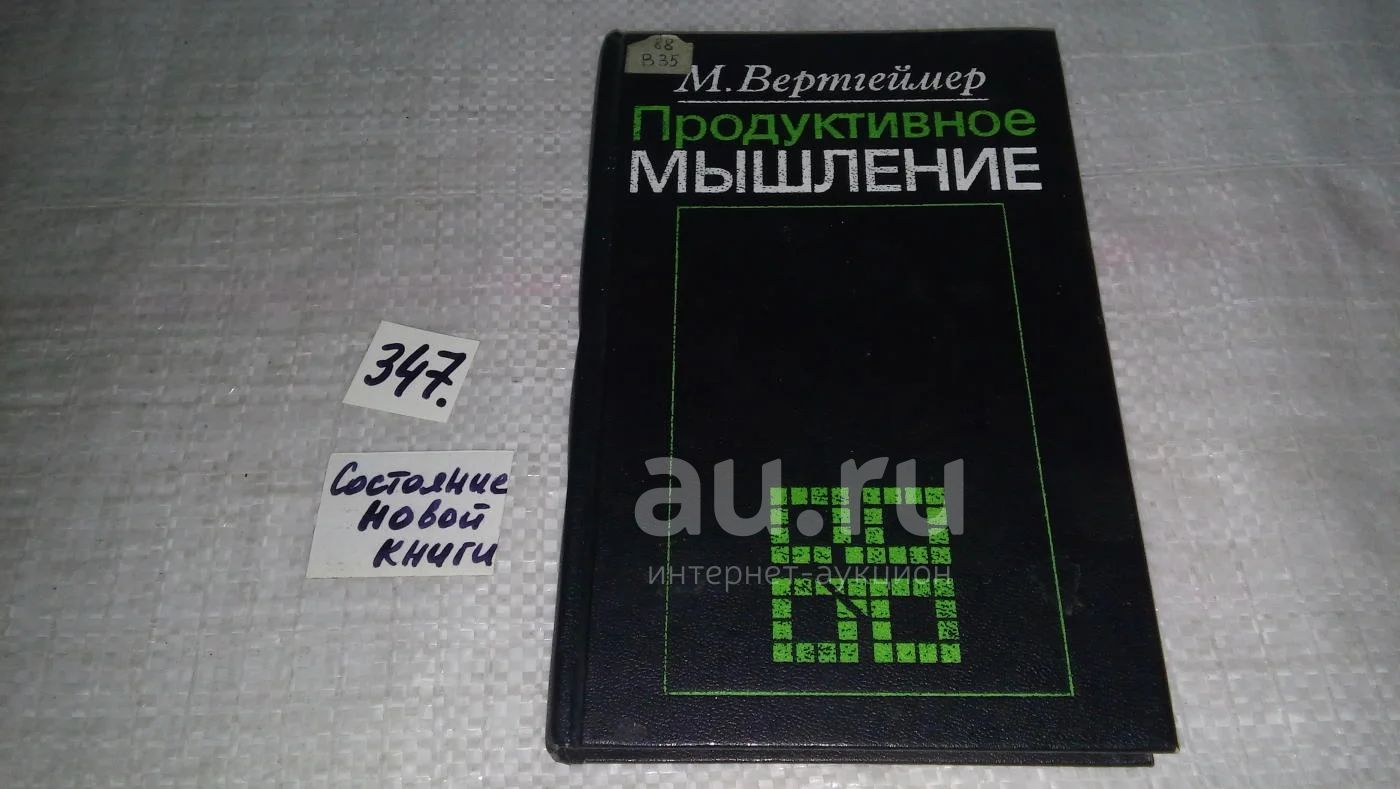 88
В35
М. Вертгеймер
Продуктивное
МЫШЛЕНИЕ
347.
Состояние
новой
книги
au.ru
интернет-аукцион